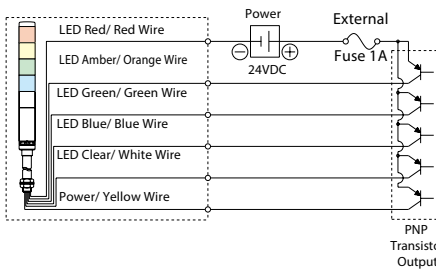 Power
External
LED Red/ Red Wire
Fuse 1A
24VDC
LED Amber/ Orange Wire
LED Green/ Green Wire
LED Blue/ Blue Wire
LED Clear/ White Wire
Power/ Yellow Wire
PNP
Transisto
Output